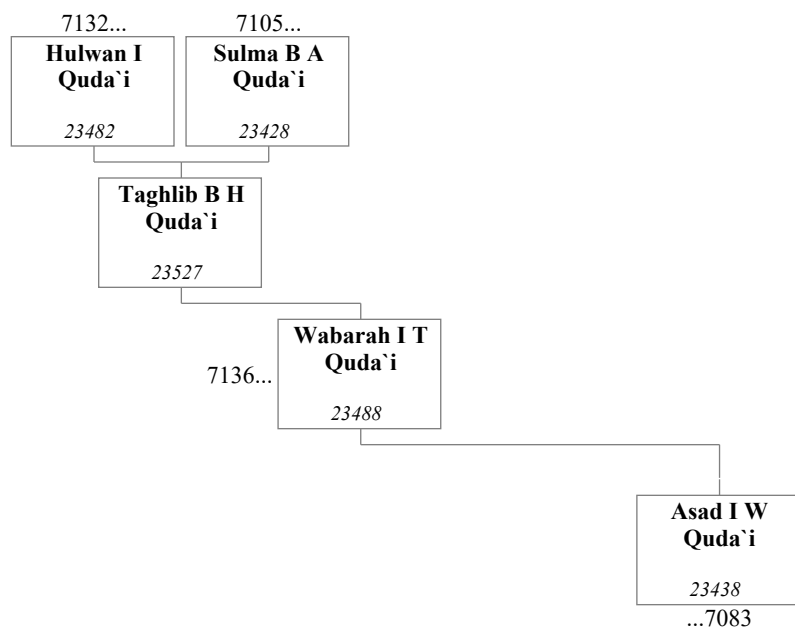 7132...
7105...
Hulwan I
Quda`i
23482
Sulma B A
Quda`i
23428
Taghlib B H
Quda`i
23527
7136...
Wabarah I T
Quda`i
23488
Asad I W
Quda`i
23438
...7083